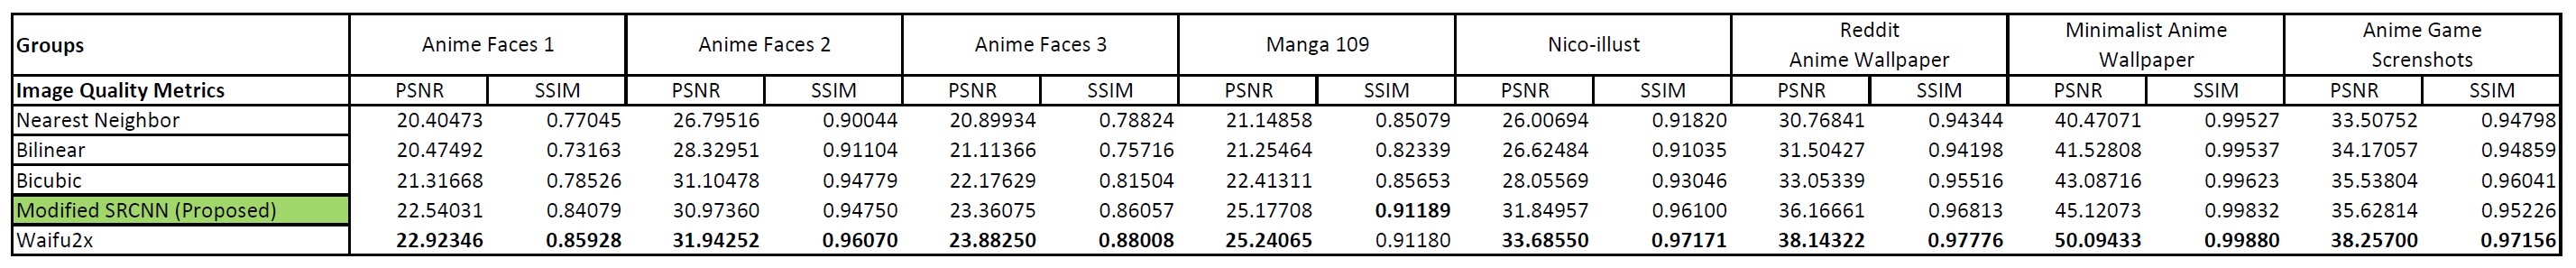 Groups Anime Faces 1 Anime Faces 2 Anime Faces 3 Manga 109 Nico-illust Reddit Anime Wallpaper Minimalist Anime Wallpaper Anime Game Screnshots
Image Quality Metrics PSNR SSIM PSNR SSIM PSNR SSIM PSNR SSIM PSNR SSIM PSNR SSIM PSNR SSIM PSNR SSIM
Nearest Neighbor 20.40473 0.77045 26.79516 0.90044 20.89934 0.78824 21.14858 0.85079 26.00694 0.91820 30.76841 0.94344 40.47071 0.99527 33.50752 0.94798
Bilinear 20.47492 0.73163 28.32951 0.91104 21.11366 0.75716 21.25464 0.82339 26.62484 0.91035 31.50427 0.94198 41.52808 0.99537 34.17057 0.94859
Bicubic 21.31668 0.78526 31.10478 0.94779 22.17629 0.81504 22.41311 0.85653 28.05569 0.93046 33.05339 0.95516 43.08716 0.99623 35.53804 0.96041
Modified SRCNN (Proposed) 22.54031 0.84079 30.97360 0.94750 23.36075 0.86057 25.17708 0.91189 31.84957 0.96100 36.16661 0.96813 45.12073 0.99832 35.62814 0.95226
Waifu2x 22.92346 0.85928 31.94252 0.96070 23.88250 0.88008 25.24065 0.91180 33.68550 0.97171 38.14322 0.97776 50.09433 0.99880 38.25700 0.97156